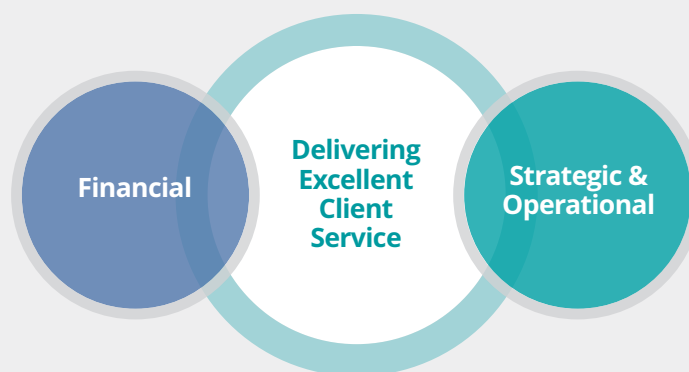 Financial
Delivering
Excellent
Client
Service
Strategic &
Operational